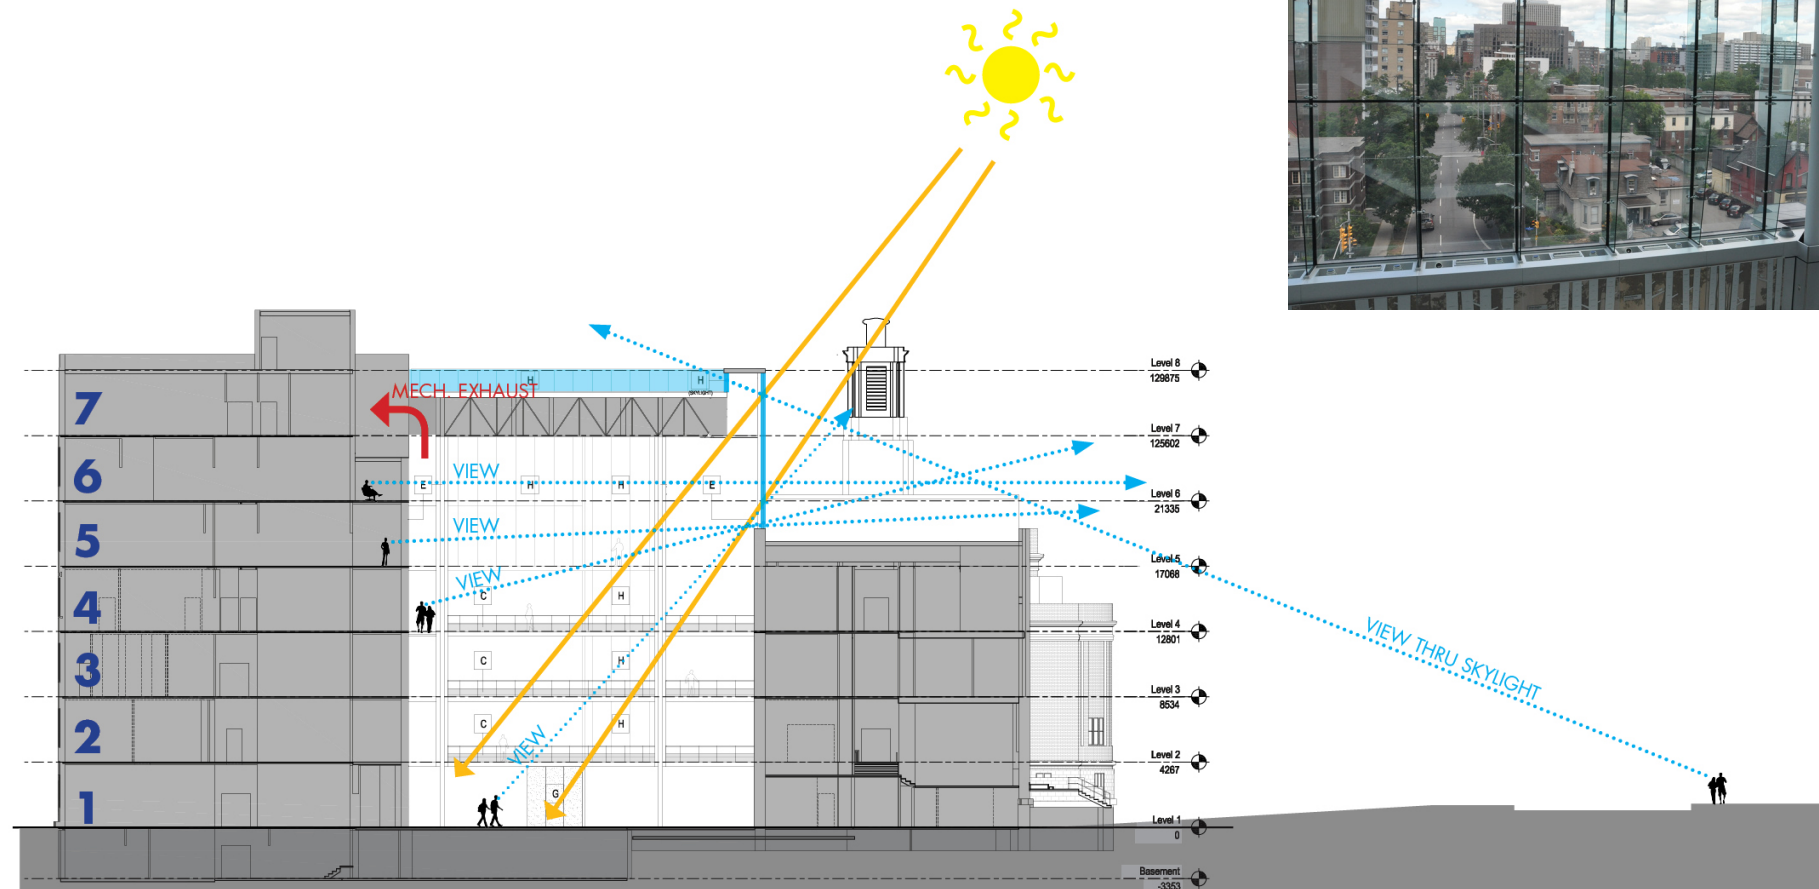 Level 8
129875
H
H
(SKYLIGHT)
MECH. EXHAUST
7
Level 7
125602
6
VIEW
E
H
H
E
Level 6
21335
5
VIEW
Level 5
17068
4
VIEW
C
H
Level 4
12801
3
C
H
VIEW THRU SKYLIGHT
Level 3
8534
2
C
H
VIEW
Level 2
4267
1
G
Level 1
0
Basement
-3353